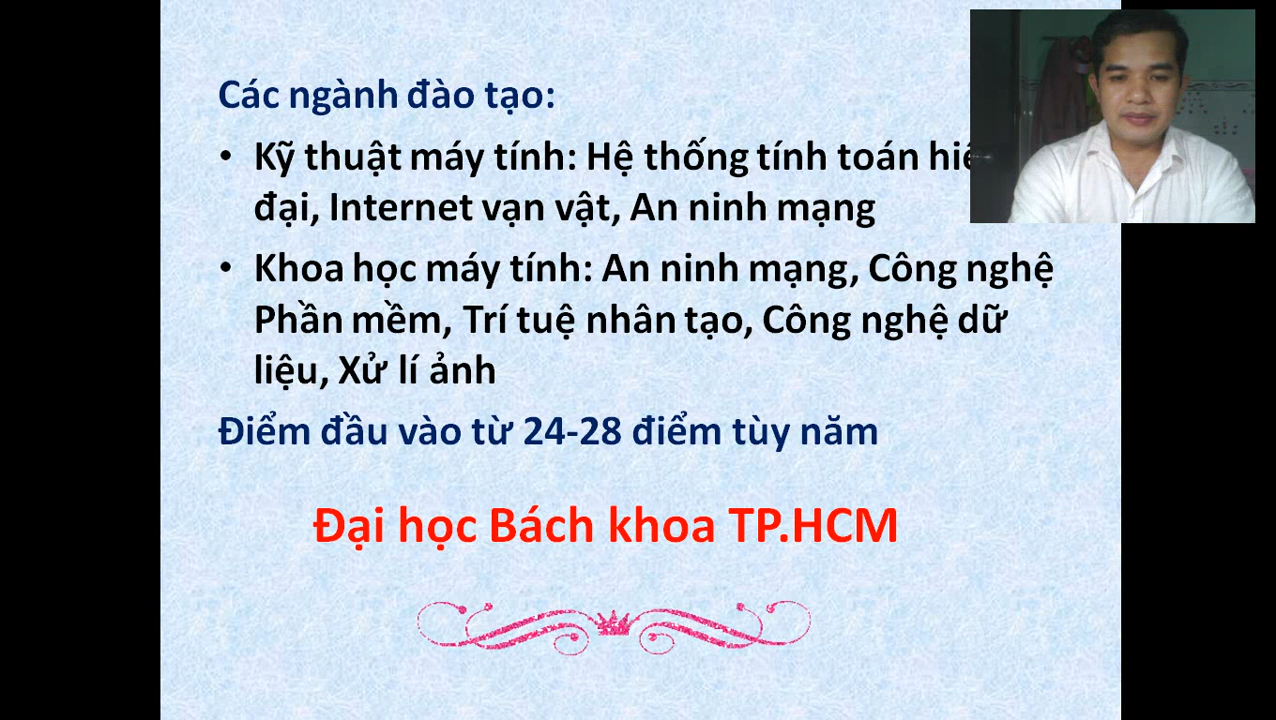 Các ngành đào tạo:
• Kỹ thuật máy tính: Hệ thống tính toán
đại, Internet vạn vật, An ninh mạng
• Khoa học máy tính: An ninh mạng, Công nghệ
Phần mềm, Trí tuệ nhân tạo, Công nghệ dữ
liệu, Xử lí ảnh
Điểm đầu vào từ 24-28 điểm tùy năm
Đại học Bách khoa TP.HCM